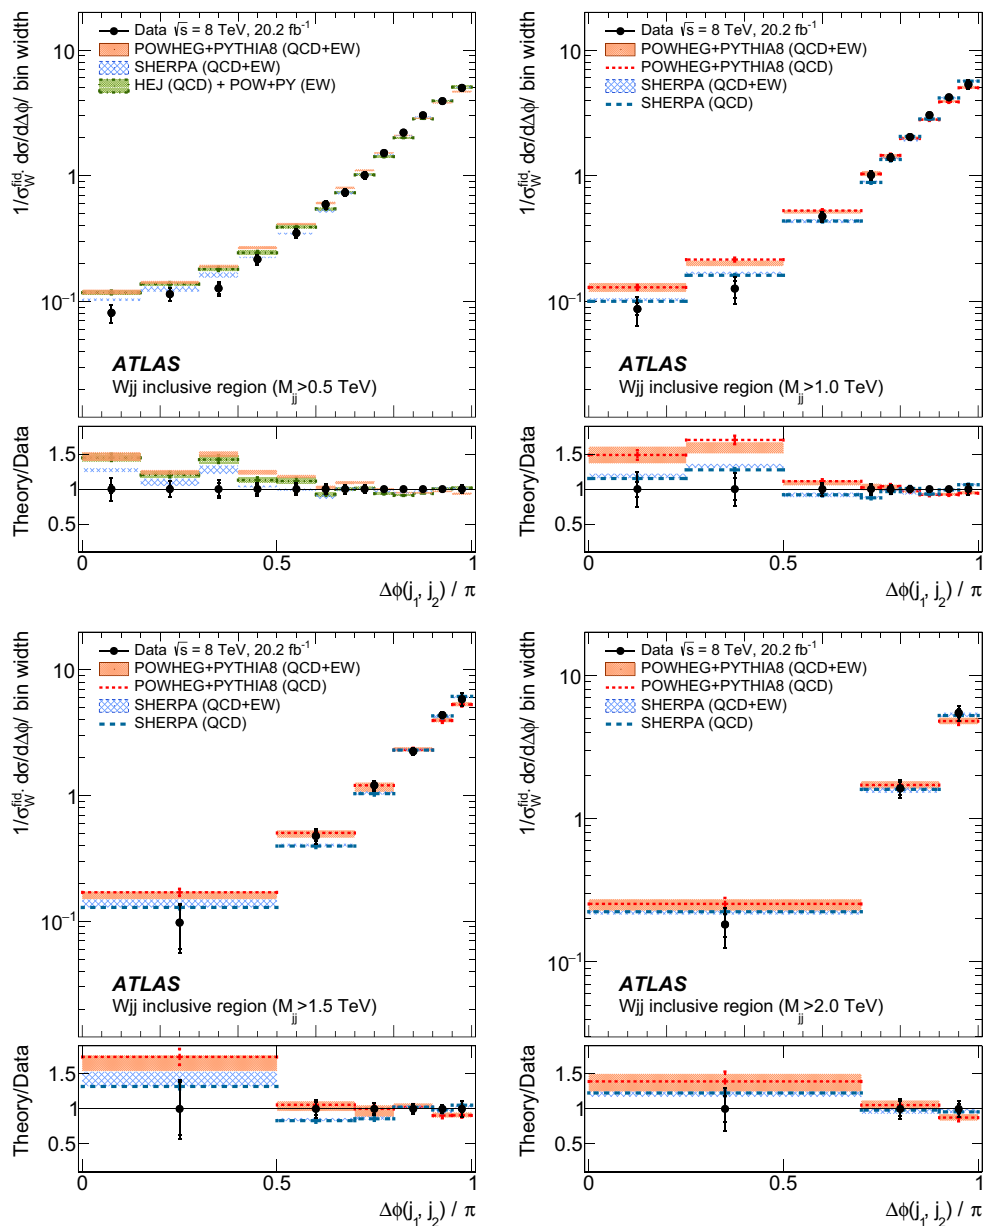 Data √s = 8 TeV, 20.2 fb⁻¹
POWHEG+PYTHIA8 (QCD+EW)
SHERPA (QCD+EW)
HEJ (QCD) + POW+PY (EW)
1/σ_W^fid. dσ/dΔϕ/ bin width
10
1
10⁻¹
ATLAS
Wjj inclusive region (M_jj>0.5 TeV)
Theory/Data
1.5
1
0.5
0 0.5 1
Δϕ(j₁, j₂) / π
Data √s = 8 TeV, 20.2 fb⁻¹
POWHEG+PYTHIA8 (QCD+EW)
POWHEG+PYTHIA8 (QCD)
SHERPA (QCD+EW)
SHERPA (QCD)
1/σ_W^fid. dσ/dΔϕ/ bin width
10
1
10⁻¹
ATLAS
Wjj inclusive region (M_jj>1.0 TeV)
Theory/Data
1.5
1
0.5
0 0.5 1
Δϕ(j₁, j₂) / π
Data √s = 8 TeV, 20.2 fb⁻¹
POWHEG+PYTHIA8 (QCD+EW)
POWHEG+PYTHIA8 (QCD)
SHERPA (QCD+EW)
SHERPA (QCD)
1/σ_W^fid. dσ/dΔϕ/ bin width
10
1
10⁻¹
ATLAS
Wjj inclusive region (M_jj>1.5 TeV)
Theory/Data
1.5
1
0.5
0 0.5 1
Δϕ(j₁, j₂) / π
Data √s = 8 TeV, 20.2 fb⁻¹
POWHEG+PYTHIA8 (QCD+EW)
POWHEG+PYTHIA8 (QCD)
SHERPA (QCD+EW)
SHERPA (QCD)
1/σ_W^fid. dσ/dΔϕ/ bin width
10
1
10⁻¹
ATLAS
Wjj inclusive region (M_jj>2.0 TeV)
Theory/Data
1.5
1
0.5
0 0.5 1
Δϕ(j₁, j₂) / π